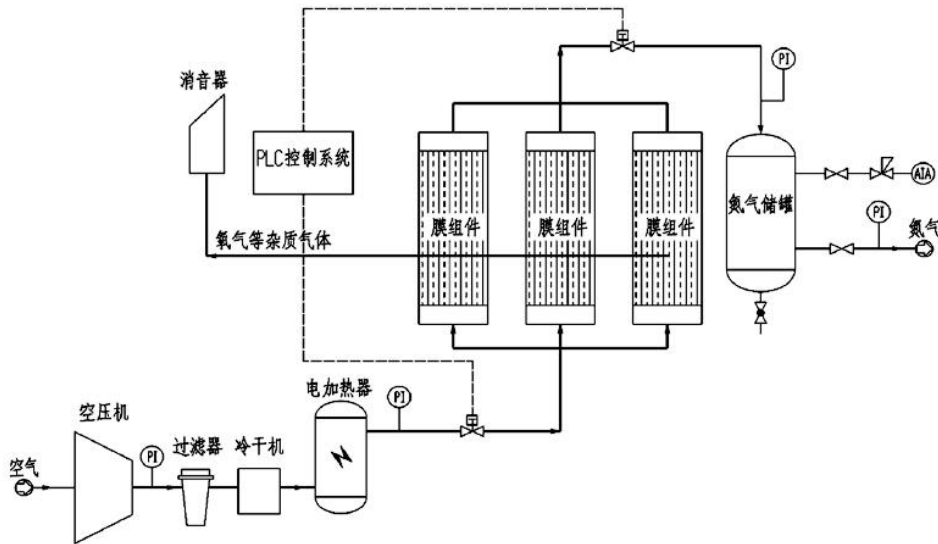 消音器
PI
PLC控制系统
AIA
膜组件
膜组件
膜组件
氮气储罐
PI
氮气
氧气等杂质气体
电加热器
PI
空压机
过滤器
冷干机
PI
空气